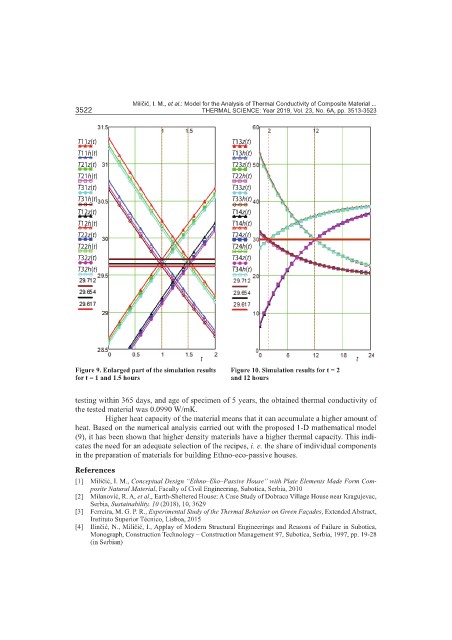 Miličić, I. M., et al.: Model for the Analysis of Thermal Conductivity of Composite Material ...
3522 THERMAL SCIENCE: Year 2019, Vol. 23, No. 6A, pp. 3513-3523
31.5 1 1.5
T11z(t)
T11h(t)
T21z(t) 31
T21h(t)
T31z(t)
T31h(t) 30.5
T12z(t)
T12h(t)
T22z(t) 30
T22h(t)
T32z(t)
T32h(t) 29.5
29.712
29.654 29
29.617
28.5
0 0.5 1 1.5 2
t
60 2 12
T13z(t)
T13h(t)
T23z(t) 50
T22h(t)
T33z(t)
T33h(t) 40
T14z(t)
T14h(t)
T24z(t) 30
T24h(t)
T34z(t)
T34h(t) 20
29.712
29.654 10
29.617
0
0 6 12 18 24
t
Figure 9. Enlarged part of the simulation results
for t = 1 and 1.5 hours
Figure 10. Simulation results for t = 2
and 12 hours
testing within 365 days, and age of specimen of 5 years, the obtained thermal conductivity of
the tested material was 0.0990 W/mK.
Higher heat capacity of the material means that it can accumulate a higher amount of
heat. Based on the numerical analysis carried out with the proposed 1-D mathematical model
(9), it has been shown that higher density materials have a higher thermal capacity. This indi-
cates the need for an adequate selection of the recipes, i. e. the share of individual components
in the preparation of materials for building Ethno-eco-passive houses.
References
[1] Miličić, I. M., Conceptual Design "Ethno–Eko–Passive House" with Plate Elements Made Form Com-
posite Natural Material, Faculty of Civil Engineering, Subotica, Serbia, 2010
[2] Milanović, R. A, et al., Earth-Sheltered House: A Case Study of Dobraca Village House near Kragujevac,
Serbia, Sustainability, 10 (2018), 10, 3629
[3] Ferreira, M. G. P. R., Experimental Study of the Thermal Behavior on Green Façades, Extended Abstract,
Instituto Superior Técnico, Lisboa, 2015
[4] Ilinčić, N., Miličić, I., Applay of Modern Structural Engineerings and Reasons of Failure in Subotica,
Monograph, Construction Technology – Construction Management 97, Subotica, Serbia, 1997, pp. 19-28
(in Serbian)